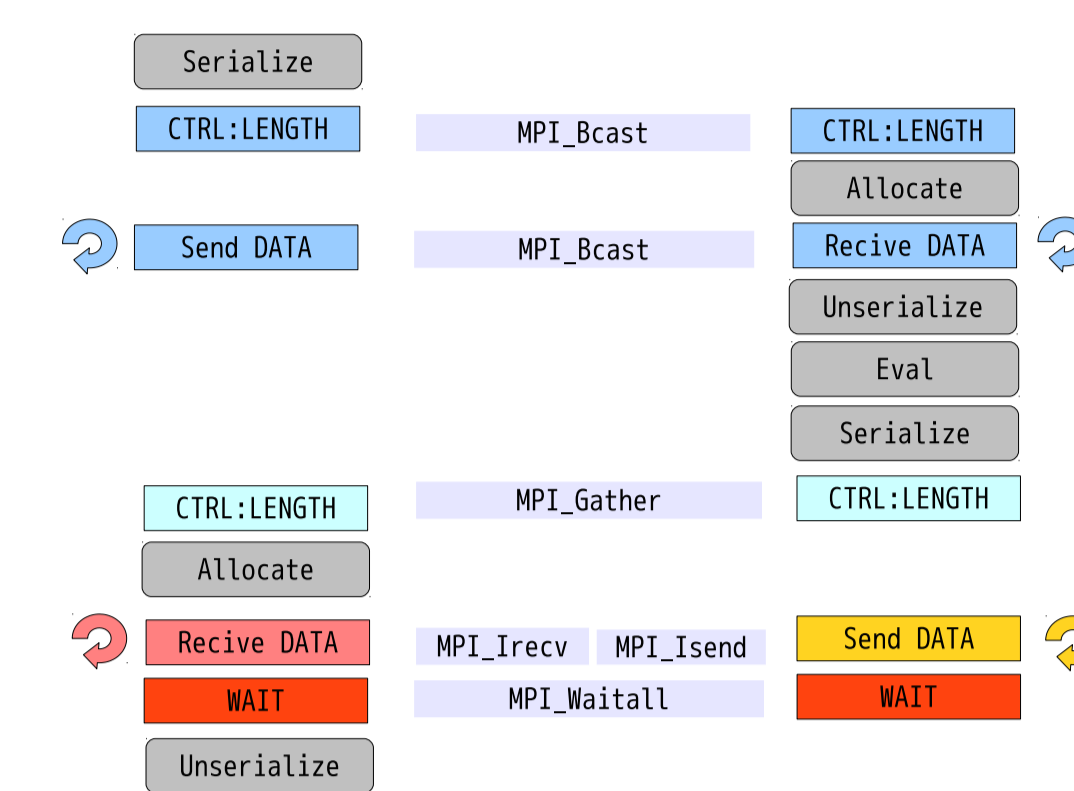 Serialize
CTRL:LENGTH
MPI_Bcast
CTRL:LENGTH
Allocate
Send DATA
MPI_Bcast
Recive DATA
Unserialize
Eval
Serialize
CTRL:LENGTH
MPI_Gather
CTRL:LENGTH
Allocate
Recive DATA
MPI_Irecv
MPI_Isend
Send DATA
WAIT
MPI_Waitall
WAIT
Unserialize